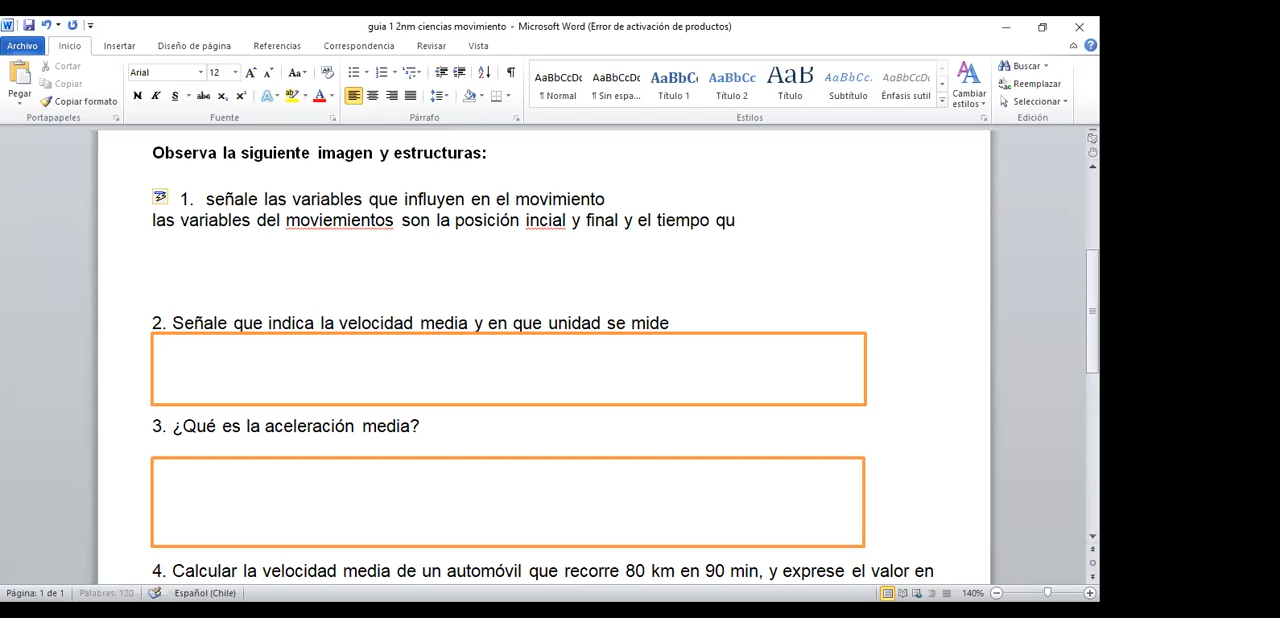 guia 1 2nm ciencias movimiento - Microsoft Word (Error de activación de productos)
Archivo Inicio Insertar Diseño de página Referencias Correspondencia Revisar Vista
Pegar
Cortar
Copiar
Copiar formato
Portapapeles
Arial 12
Fuente
Párrafo
AaBbCcDc AaBbCcDc AaBbC AaBbCc AaB AaBbCc. AaBbCcDc
¶ Normal ¶ Sin espa... Título 1 Título 2 Título Subtítulo Énfasis sutil
Cambiar estilos
Estilos
Buscar
Reemplazar
Seleccionar
Edición
Observa la siguiente imagen y estructuras:
1. señale las variables que influyen en el movimiento
las variables del moviemientos son la posición incial y final y el tiempo qu
2. Señale que indica la velocidad media y en que unidad se mide
3. ¿Qué es la aceleración media?
4. Calcular la velocidad media de un automóvil que recorre 80 km en 90 min, y exprese el valor en
Página: 1 de 1 Palabras: 120 Español (Chile) 140%